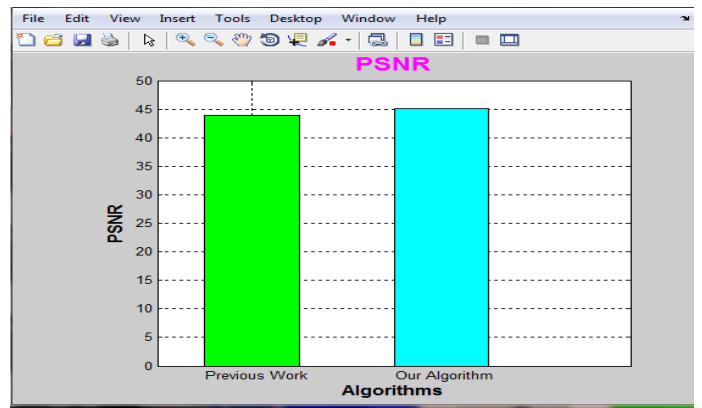 File Edit View Insert Tools Desktop Window Help
PSNR
50
45
40
35
30
25
20
15
10
5
0
PSNR
Previous Work Our Algorithm
Algorithms